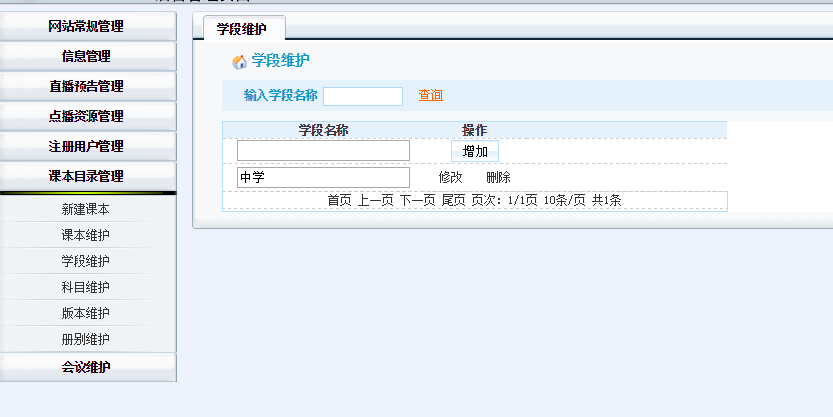 网站常规管理
信息管理
直播预告管理
点播资源管理
注册用户管理
课本目录管理
新建课本
课本维护
学段维护
科目维护
版本维护
册别维护
会议维护
学段维护
学段维护
输入学段名称 查询
学段名称 操作
增加
中学 修改 删除
首页 上一页 下一页 尾页 页次：1/1页 10条/页 共1条